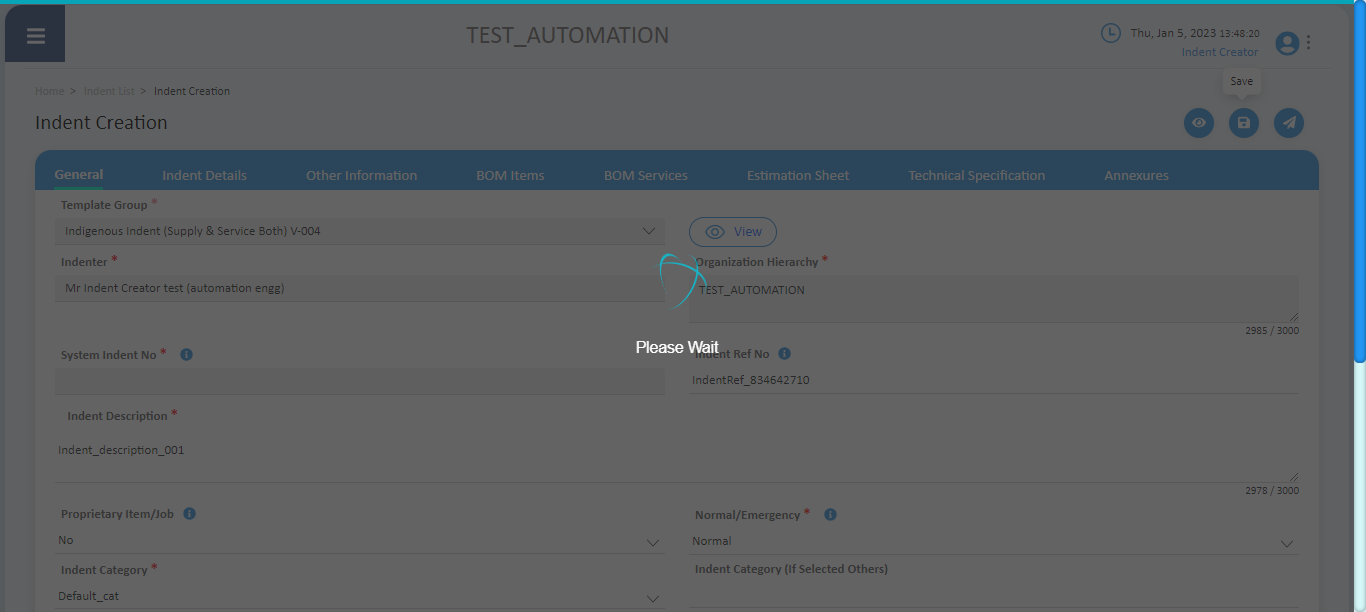 TEST_AUTOMATION
Thu, Jan 5, 2023 13:48:20
Indent Creator
Save
Home > Indent List > Indent Creation
Indent Creation
General Indent Details Other Information BOM Items BOM Services Estimation Sheet Technical Specification Annexures
Template Group *
Indigenous Indent (Supply & Service Both) V-004
View
Indenter *
Organization Hierarchy *
Mr Indent Creator test (automation engg)
TEST_AUTOMATION
2985 / 3000
Please Wait
System Indent No *
Indent Ref No
IndentRef_834642710
Indent Description *
Indent_description_001
2978 / 3000
Proprietary Item/Job
Normal/Emergency *
No
Normal
Indent Category *
Indent Category (If Selected Others)
Default_cat